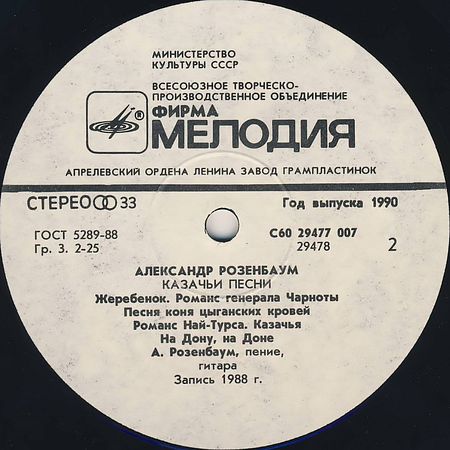 МИНИСТЕРСТВО
КУЛЬТУРЫ СССР
ВСЕСОЮЗНОЕ ТВОРЧЕСКО-
ПРОИЗВОДСТВЕННОЕ ОБЪЕДИНЕНИЕ
ФИРМА
МЕЛОДИЯ
АПРЕЛЕВСКИЙ ОРДЕНА ЛЕНИНА ЗАВОД ГРАМПЛАСТИНОК
СТЕРЕО 33
Год выпуска 1990
ГОСТ 5289-88
Гр. 3. 2-25
С60 29477 007
29478
2
АЛЕКСАНДР РОЗЕНБАУМ
КАЗАЧЬИ ПЕСНИ
Жеребенок. Романс генерала Чарноты
Песня коня цыганских кровей
Романс Най-Турса. Казачья
На Дону, на Доне
А. Розенбаум, пение,
гитара
Запись 1988 г.